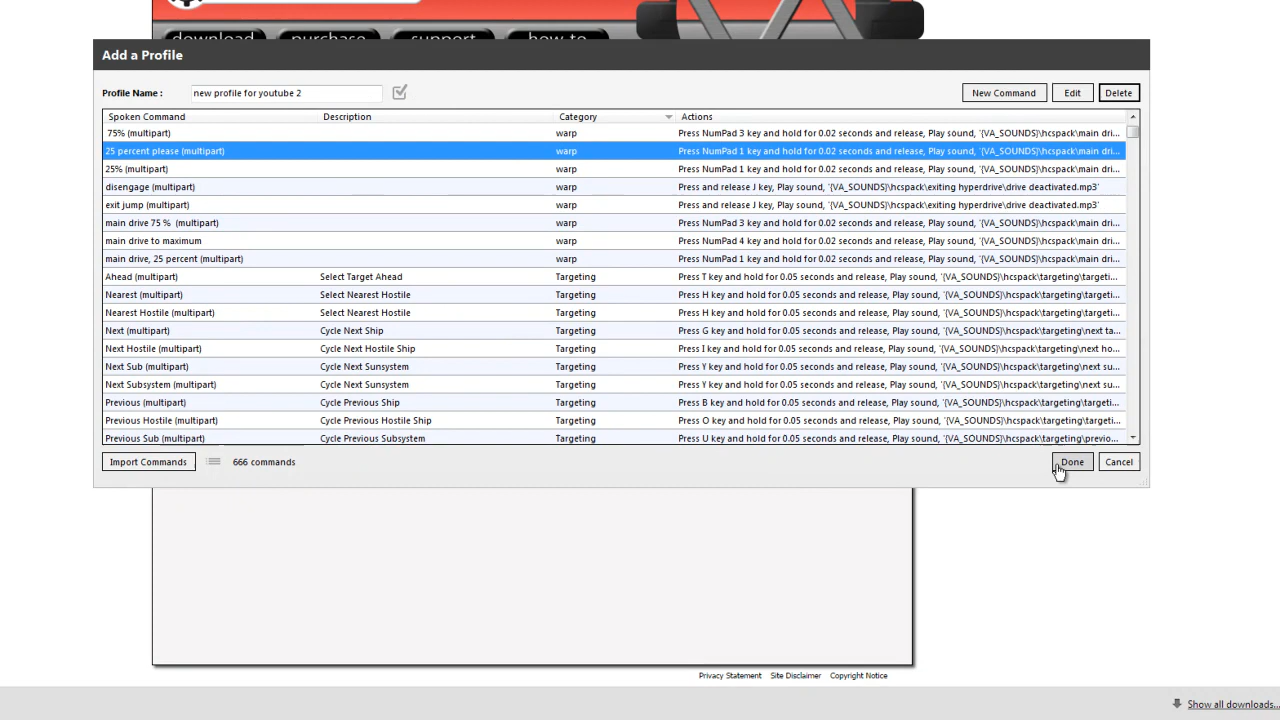 download purchase support how-to
Add a Profile
Profile Name : new profile for youtube 2 New Command Edit Delete
Spoken Command Description Category Actions
75% (multipart) warp Press NumPad 3 key and hold for 0.02 seconds and release, Play sound, '{VA_SOUNDS}\hcspack\main dri...
25 percent please (multipart) warp Press NumPad 1 key and hold for 0.02 seconds and release, Play sound, '{VA_SOUNDS}\hcspack\main dri...
25% (multipart) warp Press NumPad 1 key and hold for 0.02 seconds and release, Play sound, '{VA_SOUNDS}\hcspack\main dri...
disengage (multipart) warp Press and release J key, Play sound, '{VA_SOUNDS}\hcspack\exiting hyperdrive\drive deactivated.mp3'
exit jump (multipart) warp Press and release J key, Play sound, '{VA_SOUNDS}\hcspack\exiting hyperdrive\drive deactivated.mp3'
main drive 75 % (multipart) warp Press NumPad 3 key and hold for 0.02 seconds and release, Play sound, '{VA_SOUNDS}\hcspack\main dri...
main drive to maximum warp Press NumPad 4 key and hold for 0.02 seconds and release, Play sound, '{VA_SOUNDS}\hcspack\main dri...
main drive, 25 percent (multipart) warp Press NumPad 1 key and hold for 0.02 seconds and release, Play sound, '{VA_SOUNDS}\hcspack\main dri...
Ahead (multipart) Select Target Ahead Targeting Press T key and hold for 0.05 seconds and release, Play sound, '{VA_SOUNDS}\hcspack\targeting\targeti...
Nearest (multipart) Select Nearest Hostile Targeting Press H key and hold for 0.05 seconds and release, Play sound, '{VA_SOUNDS}\hcspack\targeting\targeti...
Nearest Hostile (multipart) Select Nearest Hostile Targeting Press H key and hold for 0.05 seconds and release, Play sound, '{VA_SOUNDS}\hcspack\targeting\targeti...
Next (multipart) Cycle Next Ship Targeting Press G key and hold for 0.05 seconds and release, Play sound, '{VA_SOUNDS}\hcspack\targeting\next ta...
Next Hostile (multipart) Cycle Next Hostile Ship Targeting Press I key and hold for 0.05 seconds and release, Play sound, '{VA_SOUNDS}\hcspack\targeting\next ho...
Next Sub (multipart) Cycle Next Sunsystem Targeting Press Y key and hold for 0.05 seconds and release, Play sound, '{VA_SOUNDS}\hcspack\targeting\next su...
Next Subsystem (multipart) Cycle Next Sunsystem Targeting Press Y key and hold for 0.05 seconds and release, Play sound, '{VA_SOUNDS}\hcspack\targeting\next su...
Previous (multipart) Cycle Previous Ship Targeting Press B key and hold for 0.05 seconds and release, Play sound, '{VA_SOUNDS}\hcspack\targeting\targeti...
Previous Hostile (multipart) Cycle Previous Hostile Ship Targeting Press O key and hold for 0.05 seconds and release, Play sound, '{VA_SOUNDS}\hcspack\targeting\targeti...
Previous Sub (multipart) Cycle Previous Subsystem Targeting Press U key and hold for 0.05 seconds and release, Play sound, '{VA_SOUNDS}\hcspack\targeting\previo...
Import Commands 666 commands Done Cancel
Privacy Statement Site Disclaimer Copyright Notice
Show all downloads...